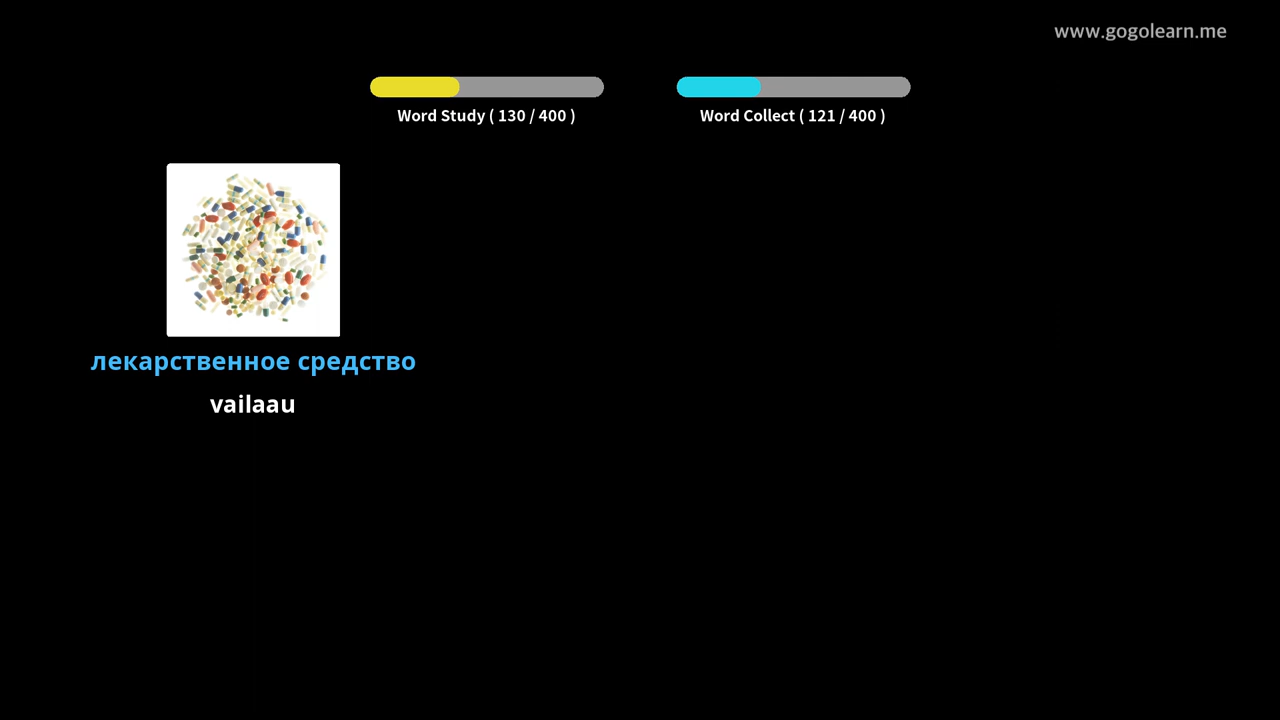 www.gogolearn.me
Word Study ( 130 / 400 )
Word Collect ( 121 / 400 )
лекарственное средство
vailaau